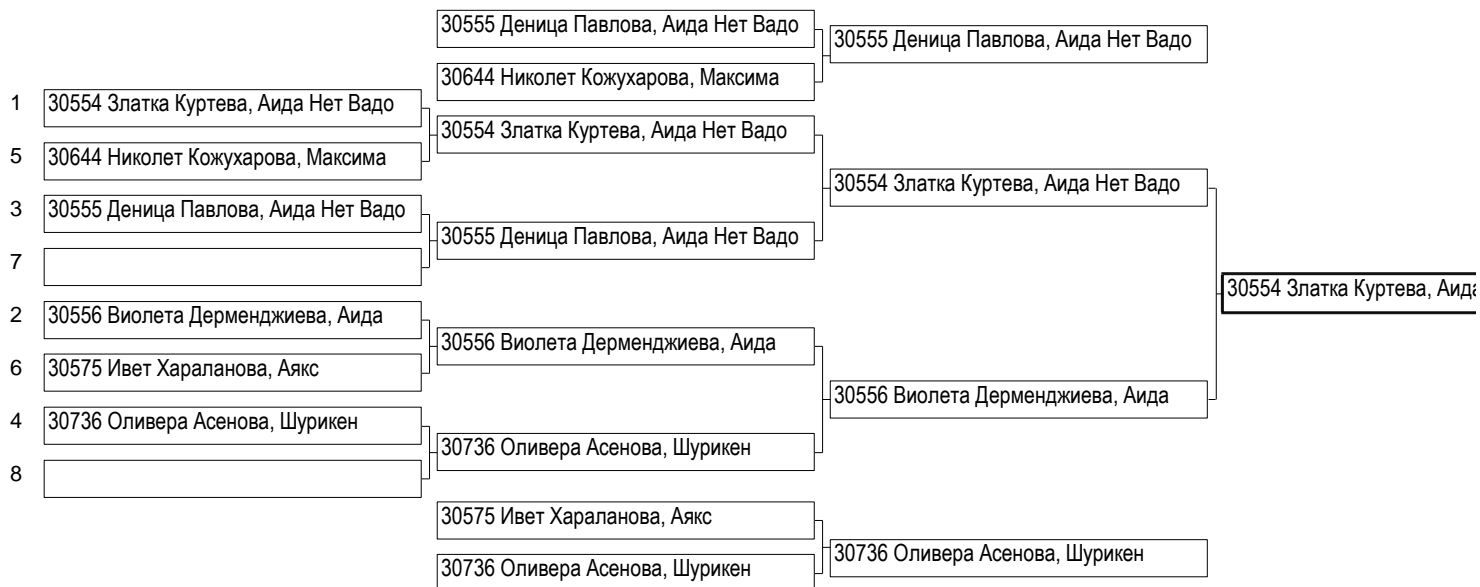 30555 Деница Павлова, Аида Нет Вадо
30644 Николет Кожухарова, Максима
30555 Деница Павлова, Аида Нет Вадо
1 30554 Златка Куртева, Аида Нет Вадо
5 30644 Николет Кожухарова, Максима
3 30555 Деница Павлова, Аида Нет Вадо
7
2 30556 Виолета Дерменджиева, Аида
6 30575 Ивет Хараланова, Аякс
4 30736 Оливера Асенова, Шурикен
8
30554 Златка Куртева, Аида Нет Вадо
30555 Деница Павлова, Аида Нет Вадо
30556 Виолета Дерменджиева, Аида
30736 Оливера Асенова, Шурикен
30554 Златка Куртева, Аида Нет Вадо
30556 Виолета Дерменджиева, Аида
30554 Златка Куртева, Аида
30575 Ивет Хараланова, Аякс
30736 Оливера Асенова, Шурикен
30736 Оливера Асенова, Шурикен